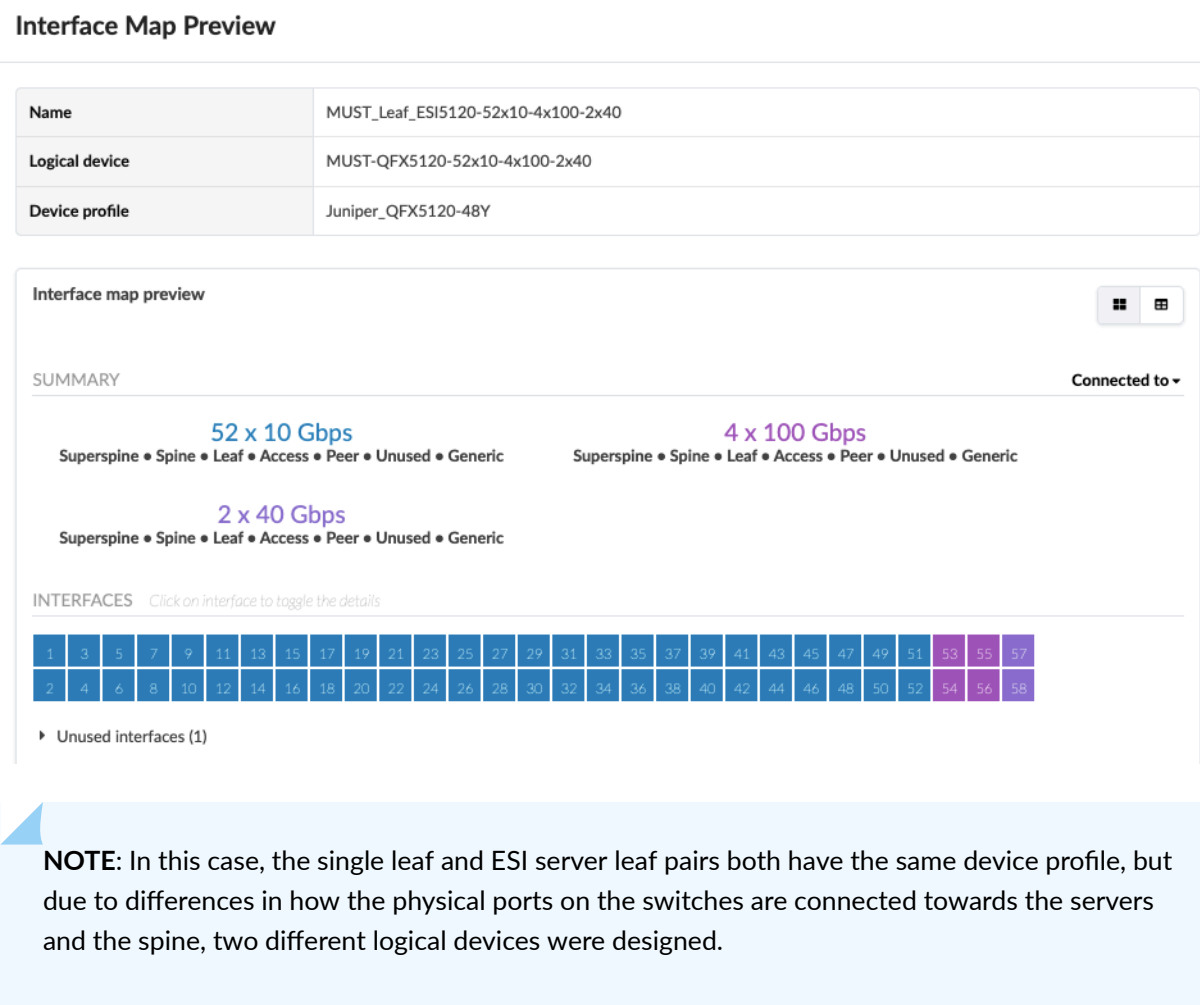 Interface Map Preview
Name MUST_Leaf_ESI5120-52x10-4x100-2x40
Logical device MUST-QFX5120-52x10-4x100-2x40
Device profile Juniper_QFX5120-48Y
Interface map preview
SUMMARY Connected to
52 x 10 Gbps 4 x 100 Gbps
Superspine • Spine • Leaf • Access • Peer • Unused • Generic Superspine • Spine • Leaf • Access • Peer • Unused • Generic
2 x 40 Gbps
Superspine • Spine • Leaf • Access • Peer • Unused • Generic
INTERFACES Click on interface to toggle the details
1 3 5 7 9 11 13 15 17 19 21 23 25 27 29 31 33 35 37 39 41 43 45 47 49 51 53 55 57
2 4 6 8 10 12 14 16 18 20 22 24 26 28 30 32 34 36 38 40 42 44 46 48 50 52 54 56 58
Unused interfaces (1)
NOTE: In this case, the single leaf and ESI server leaf pairs both have the same device profile, but
due to differences in how the physical ports on the switches are connected towards the servers
and the spine, two different logical devices were designed.